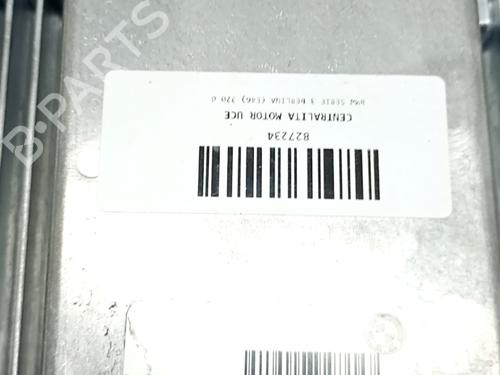 BMW SERIE 3 BERLINA (E46) 320 d
CENTRALITA MOTOR UCE
827234
B-PARTS